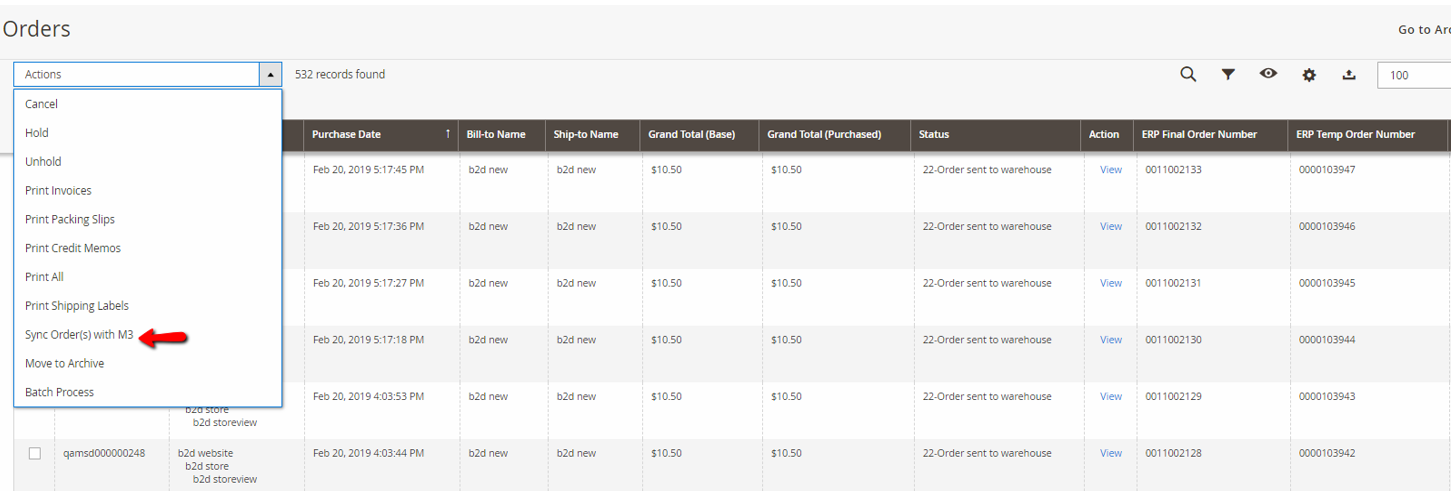 Orders
Go to Arc
Actions
532 records found
100
Cancel
Hold
Unhold
Print Invoices
Print Packing Slips
Print Credit Memos
Print All
Print Shipping Labels
Sync Order(s) with M3
Move to Archive
Batch Process
Purchase Date ↑ Bill-to Name Ship-to Name Grand Total (Base) Grand Total (Purchased) Status Action ERP Final Order Number ERP Temp Order Number
Feb 20, 2019 5:17:45 PM b2d new b2d new $10.50 $10.50 22-Order sent to warehouse View 0011002133 0000103947
Feb 20, 2019 5:17:36 PM b2d new b2d new $10.50 $10.50 22-Order sent to warehouse View 0011002132 0000103946
Feb 20, 2019 5:17:27 PM b2d new b2d new $10.50 $10.50 22-Order sent to warehouse View 0011002131 0000103945
Feb 20, 2019 5:17:18 PM b2d new b2d new $10.50 $10.50 22-Order sent to warehouse View 0011002130 0000103944
Feb 20, 2019 4:03:53 PM b2d new b2d new $10.50 $10.50 22-Order sent to warehouse View 0011002129 0000103943
b2d store
b2d storeview
qamsd000000248 b2d website Feb 20, 2019 4:03:44 PM b2d new b2d new $10.50 $10.50 22-Order sent to warehouse View 0011002128 0000103942
b2d store
b2d storeview